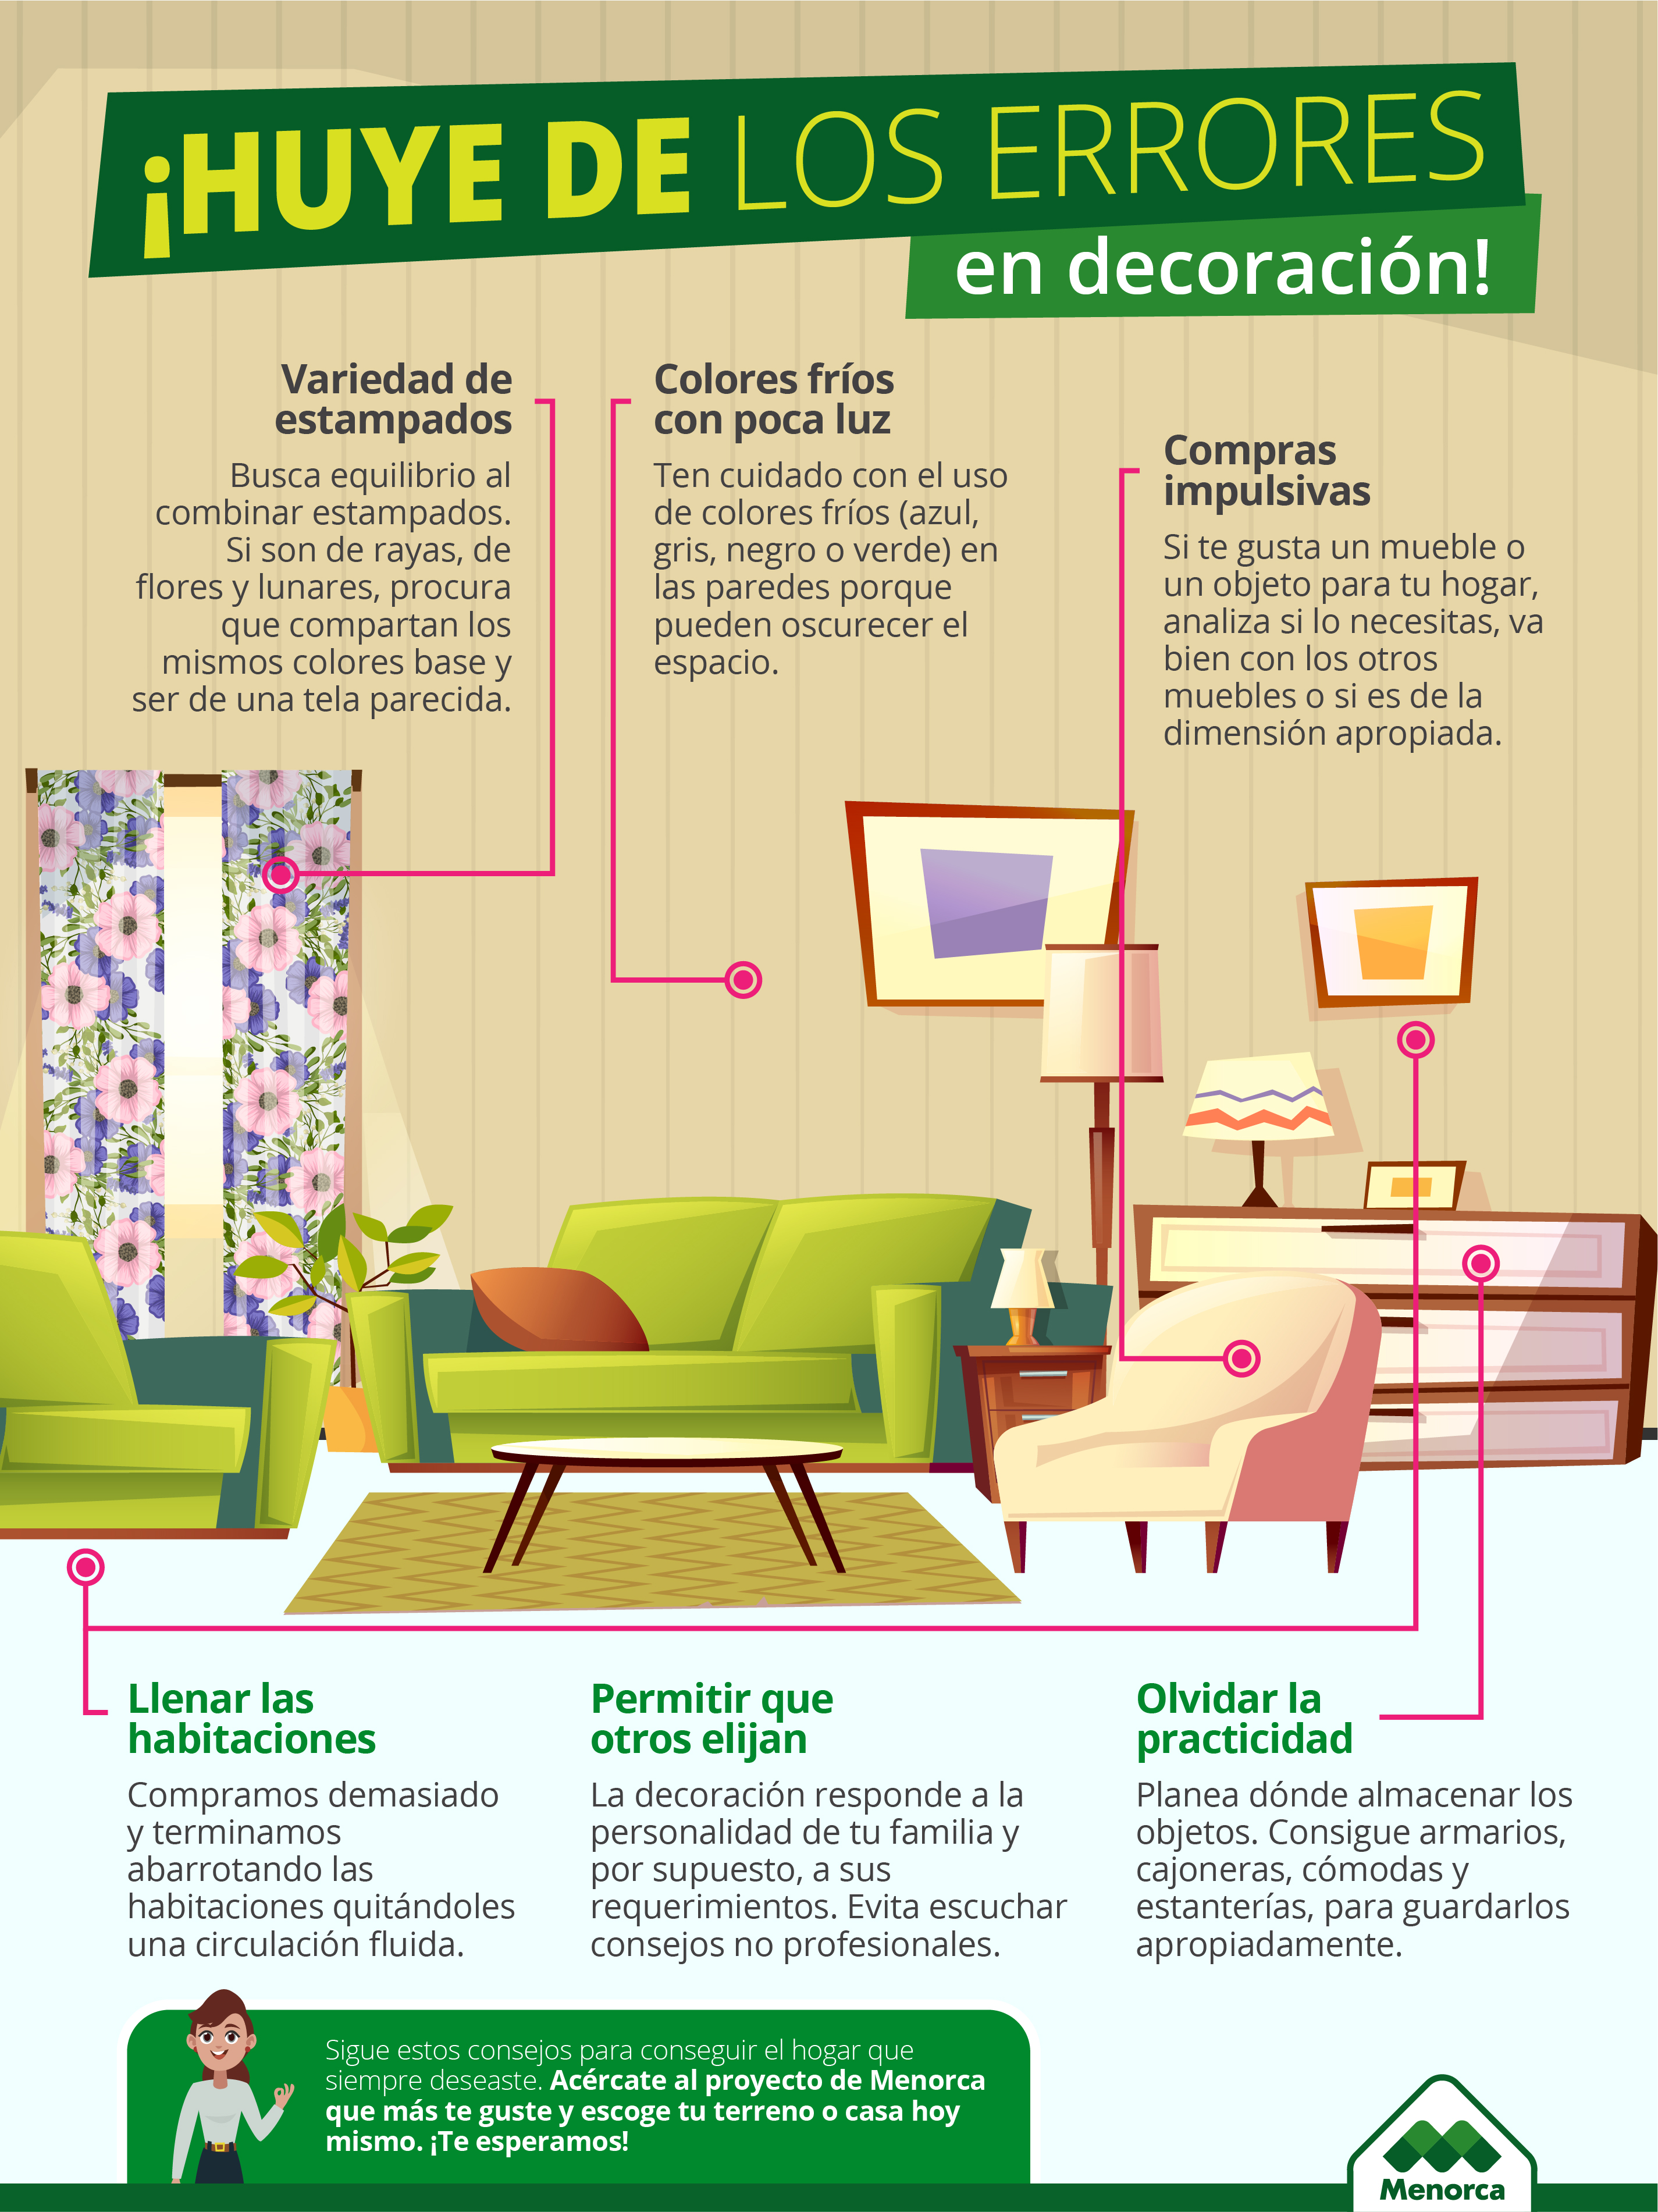 ¡HUYE DE LOS ERRORES
en decoración!
Variedad de
estampados
Busca equilibrio al
combinar estampados.
Si son de rayas, de
flores y lunares, procura
que compartan los
mismos colores base y
ser de una tela parecida.
Colores fríos
con poca luz
Ten cuidado con el uso
de colores fríos (azul,
gris, negro o verde) en
las paredes porque
pueden oscurecer el
espacio.
Compras
impulsivas
Si te gusta un mueble o
un objeto para tu hogar,
analiza si lo necesitas, va
bien con los otros
muebles o si es de la
dimensión apropiada.
Llenar las
habitaciones
Compramos demasiado
y terminamos
abarrotando las
habitaciones quitándoles
una circulación fluida.
Permitir que
otros elijan
La decoración responde a la
personalidad de tu familia y
por supuesto, a sus
requerimientos. Evita escuchar
consejos no profesionales.
Olvidar la
practicidad
Planea dónde almacenar los
objetos. Consigue armarios,
cajoneras, cómodas y
estanterías, para guardarlos
apropiadamente.
Sigue estos consejos para conseguir el hogar que
siempre deseaste. Acércate al proyecto de Menorca
que más te guste y escoge tu terreno o casa hoy
mismo. ¡Te esperamos!
Menorca